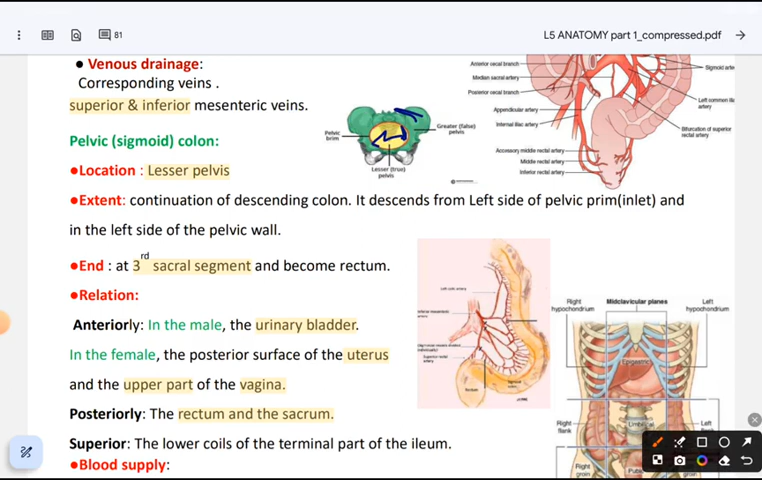 81
L5 ANATOMY part 1_compressed.pdf
● Venous drainage:
Corresponding veins .
superior & inferior mesenteric veins.
Pelvic (sigmoid) colon:
●Location : Lesser pelvis
●Extent: continuation of descending colon. It descends from Left side of pelvic prim(inlet) and
in the left side of the pelvic wall.
●End : at 3rd sacral segment and become rectum.
●Relation:
Anteriorly: In the male, the urinary bladder.
In the female, the posterior surface of the uterus
and the upper part of the vagina.
Posteriorly: The rectum and the sacrum.
Superior: The lower coils of the terminal part of the ileum.
●Blood supply:
Pelvic
brim
Greater (false)
pelvis
Lesser (true)
pelvis
Anterior cecal branch
Median sacral artery
Posterior cecal branch
Appendicular artery
Internal iliac artery
Accessory middle rectal artery
Middle rectal artery
Inferior rectal artery
Sigmoid arte
Left common ili
artery
Bifurcation of superior
rectal artery
Left colic artery
Superior rectal
artery
Rectum
Right
hypochondrium
Midclavicular planes
Left
hypochondrium
Epigastric
Right
flank
Umbilical
Left
Right
groin